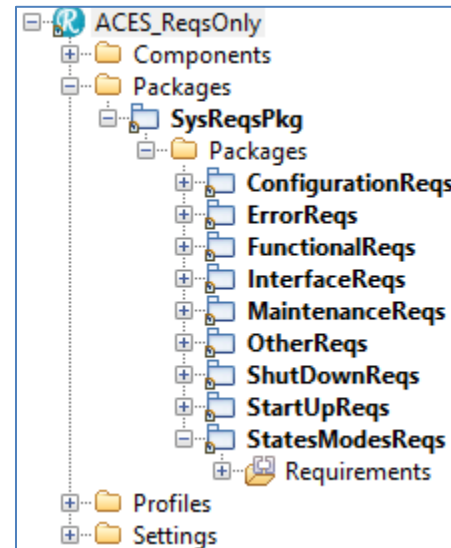 ACES_ReqsOnly
Components
Packages
SysReqsPkg
Packages
ConfigurationReqs
ErrorReqs
FunctionalReqs
InterfaceReqs
MaintenanceReqs
OtherReqs
ShutDownReqs
StartUpReqs
StatesModesReqs
Requirements
Profiles
Settings